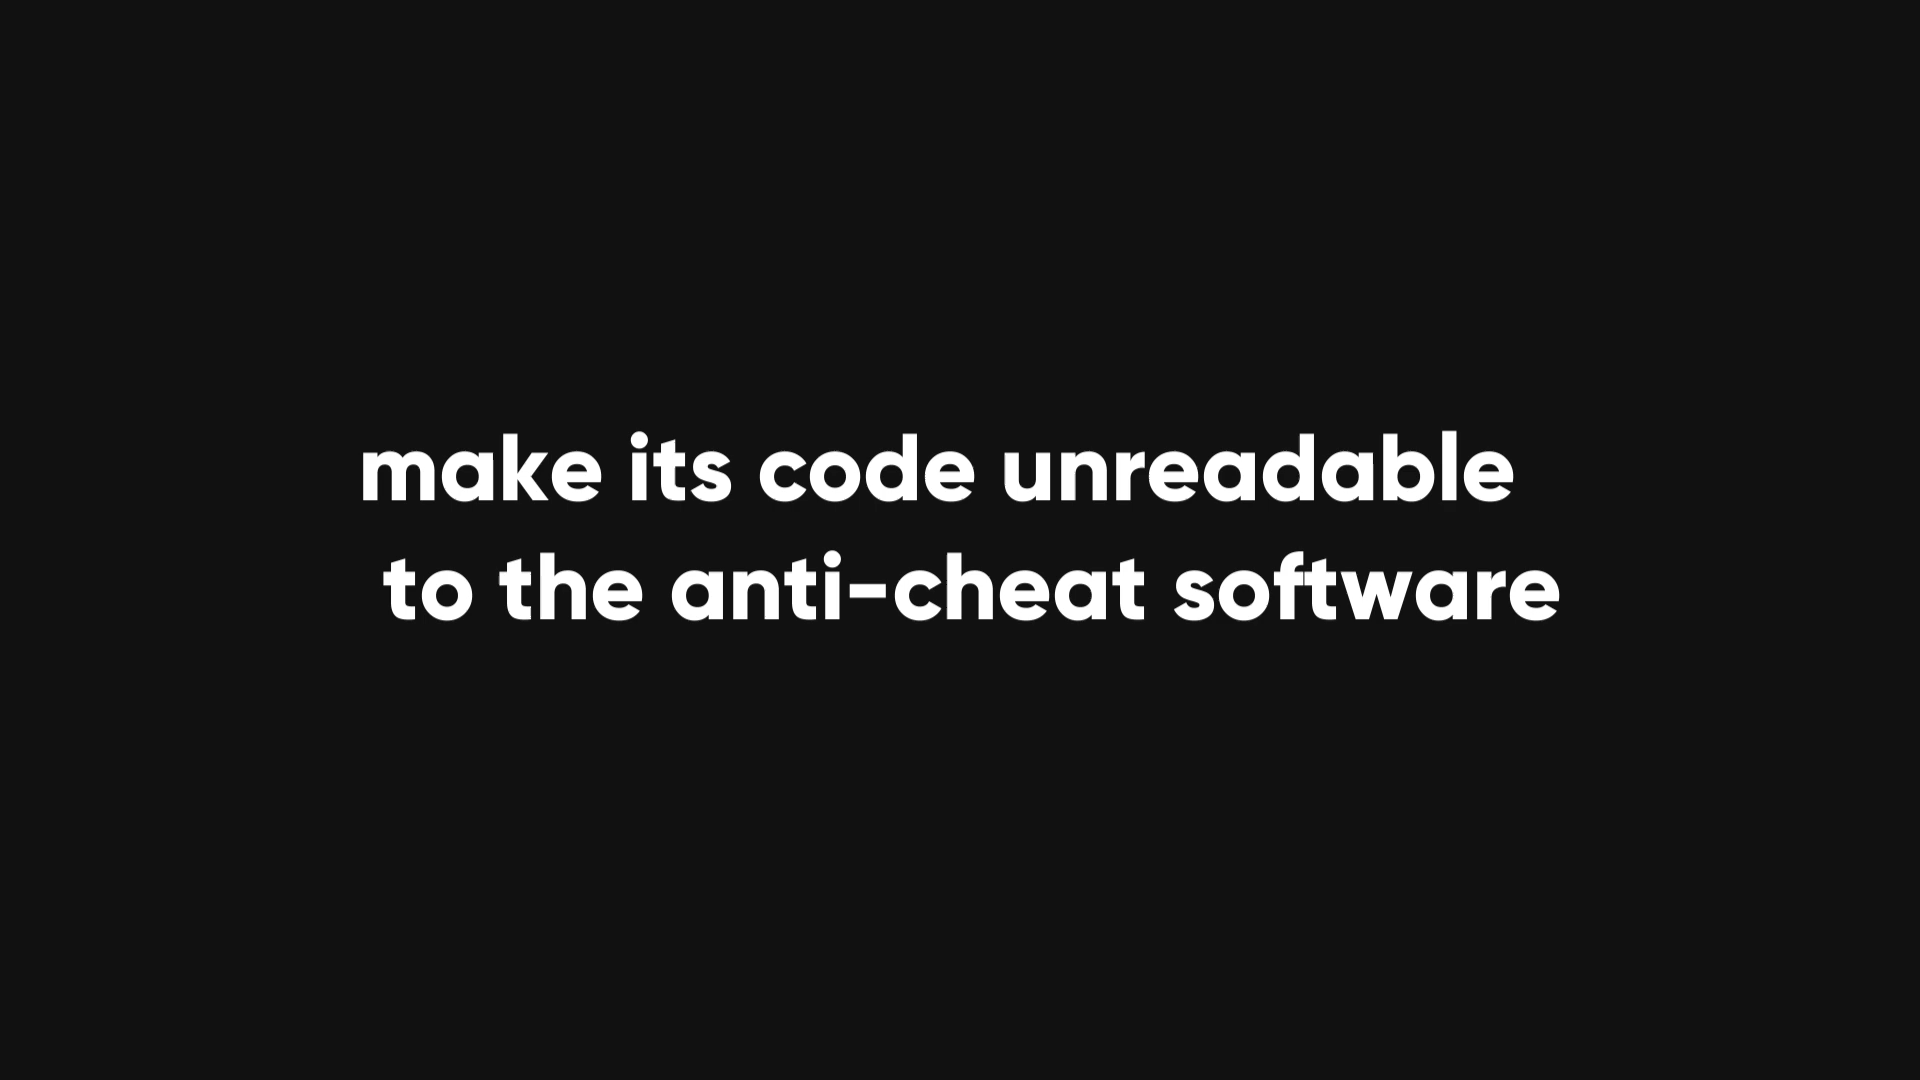 make its code unreadable
to the anti-cheat software